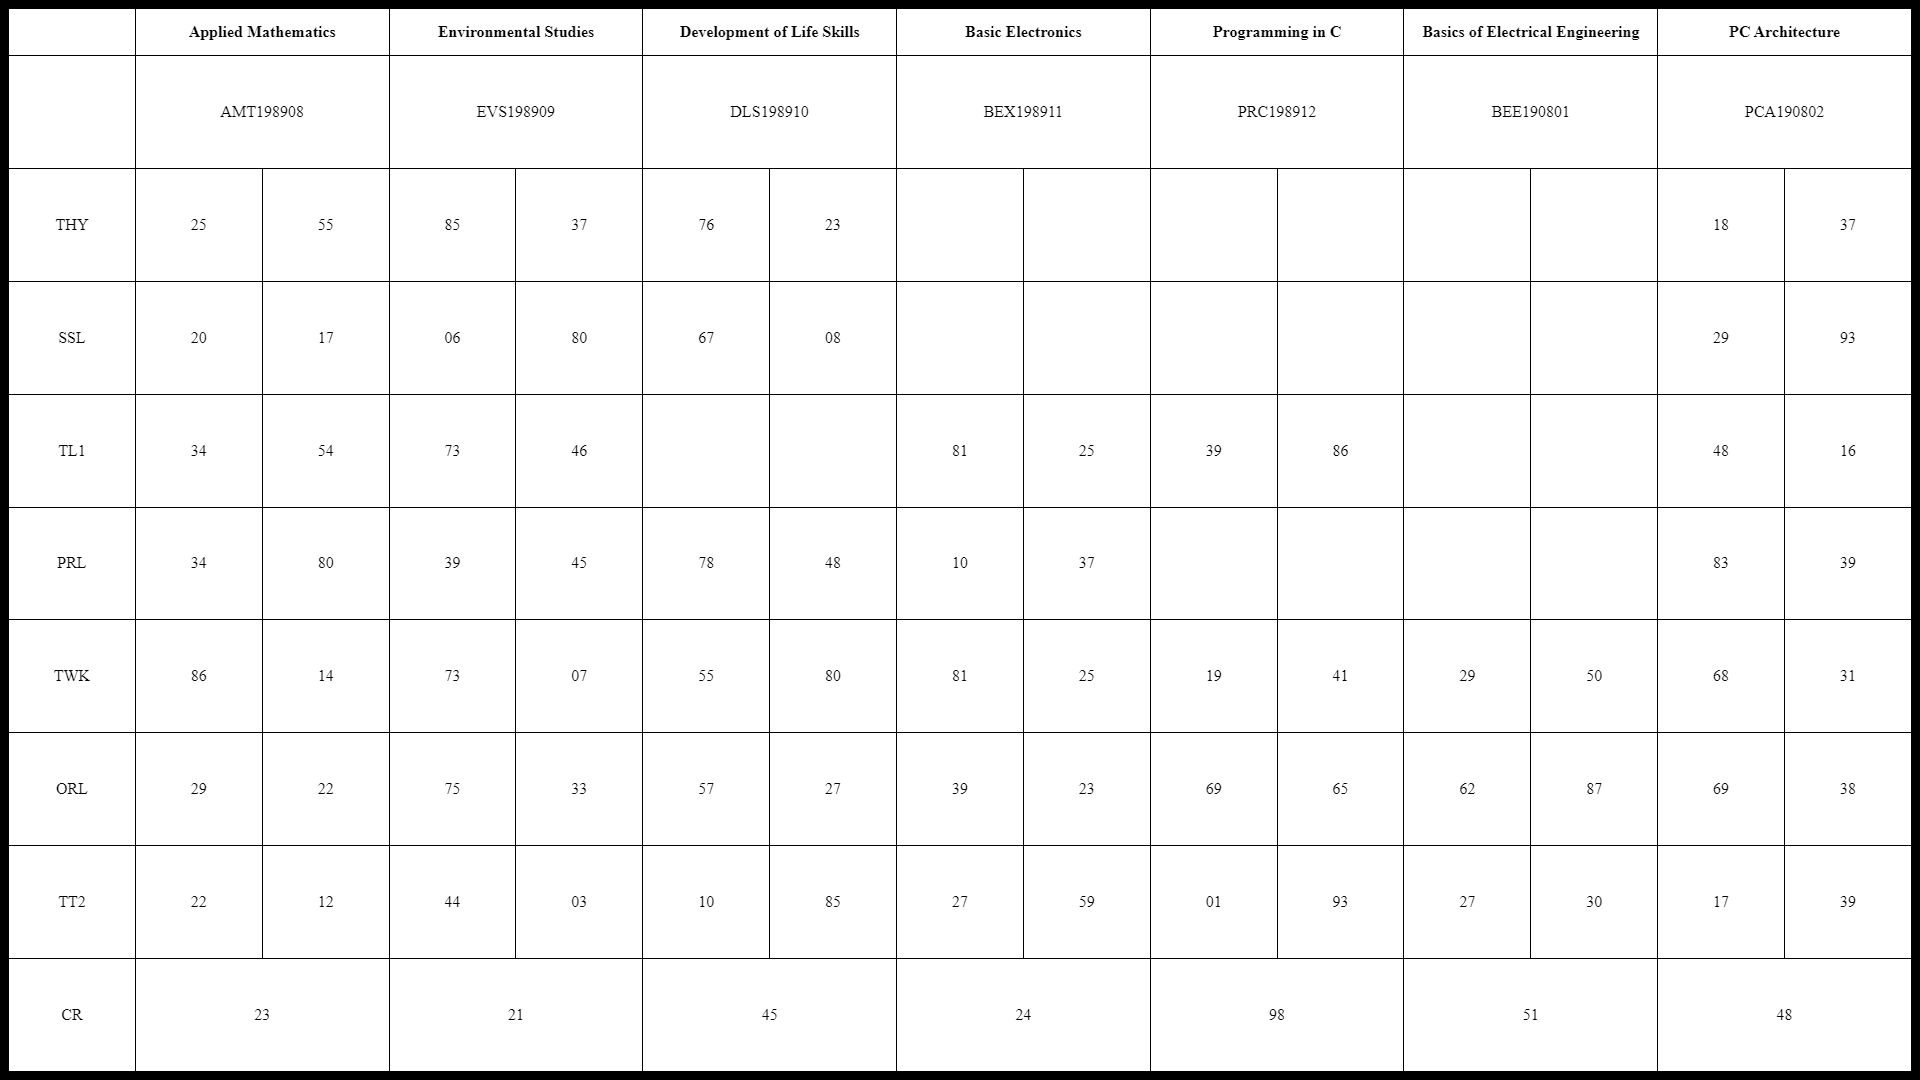 Applied Mathematics Environmental Studies Development of Life Skills Basic Electronics Programming in C Basics of Electrical Engineering PC Architecture
AMT198908 EVS198909 DLS198910 BEX198911 PRC198912 BEE190801 PCA190802
THY 25 55 85 37 76 23 18 37
SSL 20 17 06 80 67 08 29 93
TL1 34 54 73 46 81 25 39 86 48 16
PRL 34 80 39 45 78 48 10 37 83 39
TWK 86 14 73 07 55 80 81 25 19 41 29 50 68 31
ORL 29 22 75 33 57 27 39 23 69 65 62 87 69 38
TT2 22 12 44 03 10 85 27 59 01 93 27 30 17 39
CR 23 21 45 24 98 51 48